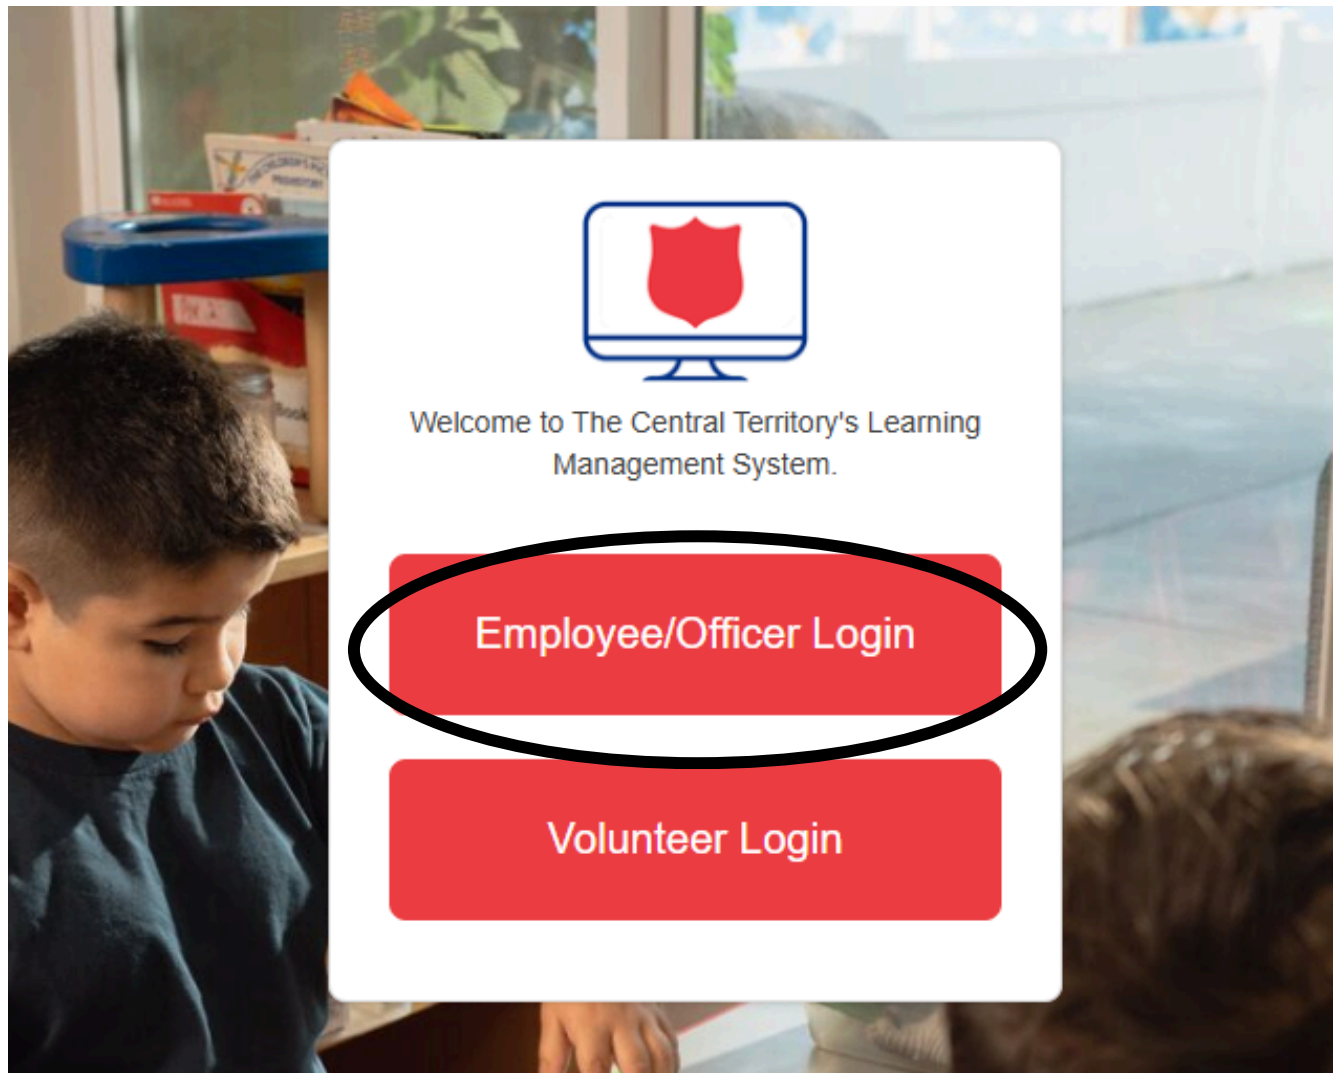 Welcome to The Central Territory's Learning
Management System.
Employee/Officer Login
Volunteer Login